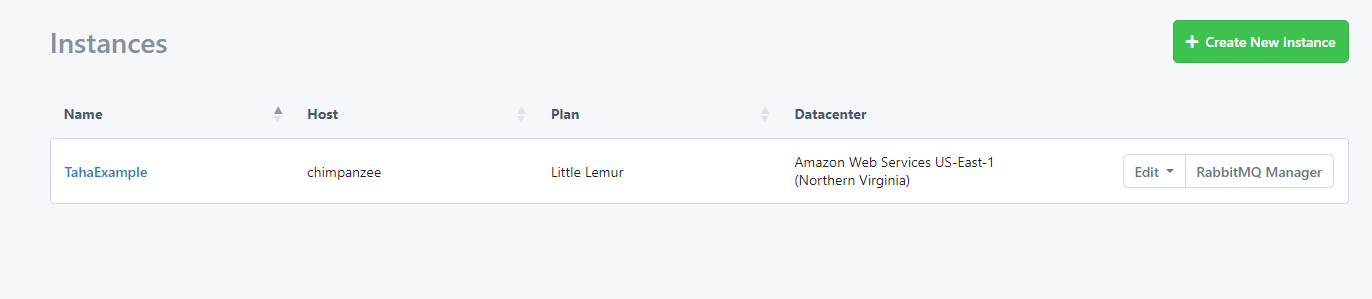 Instances
+ Create New Instance
Name Host Plan Datacenter
TahaExample chimpanzee Little Lemur Amazon Web Services US-East-1
(Northern Virginia)
Edit RabbitMQ Manager